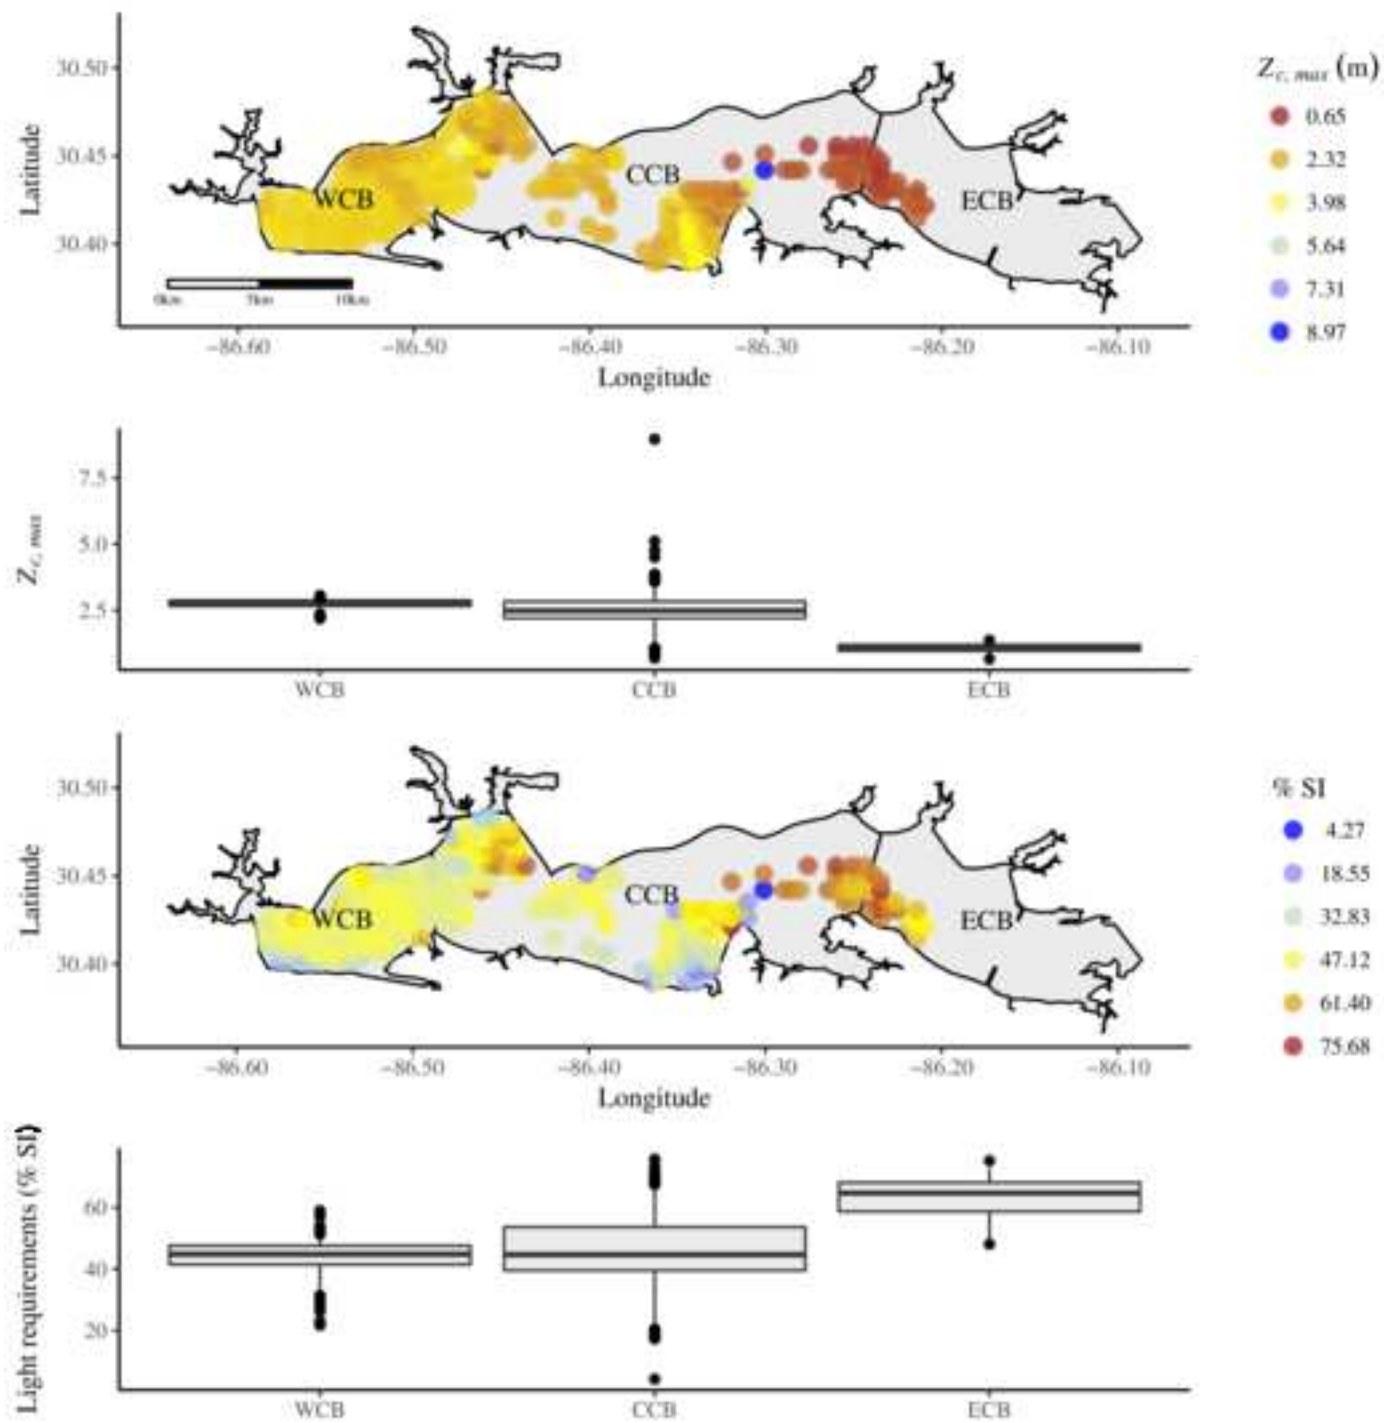 Z_{c, max} (m)
0.65
2.32
3.98
5.64
7.31
8.97
Latitude
30.50
30.45
30.40
WCB
CCB
ECB
0km
10km
−86.60
−86.50
−86.40
−86.30
−86.20
−86.10
Longitude
Z_{c, max}
7.5
5.0
2.5
WCB
CCB
ECB
Latitude
30.50
30.45
30.40
WCB
CCB
ECB
% SI
4.27
18.55
32.83
47.12
61.40
75.68
−86.60
−86.50
−86.40
−86.30
−86.20
−86.10
Longitude
Light requirements (% SI)
60
40
20
WCB
CCB
ECB